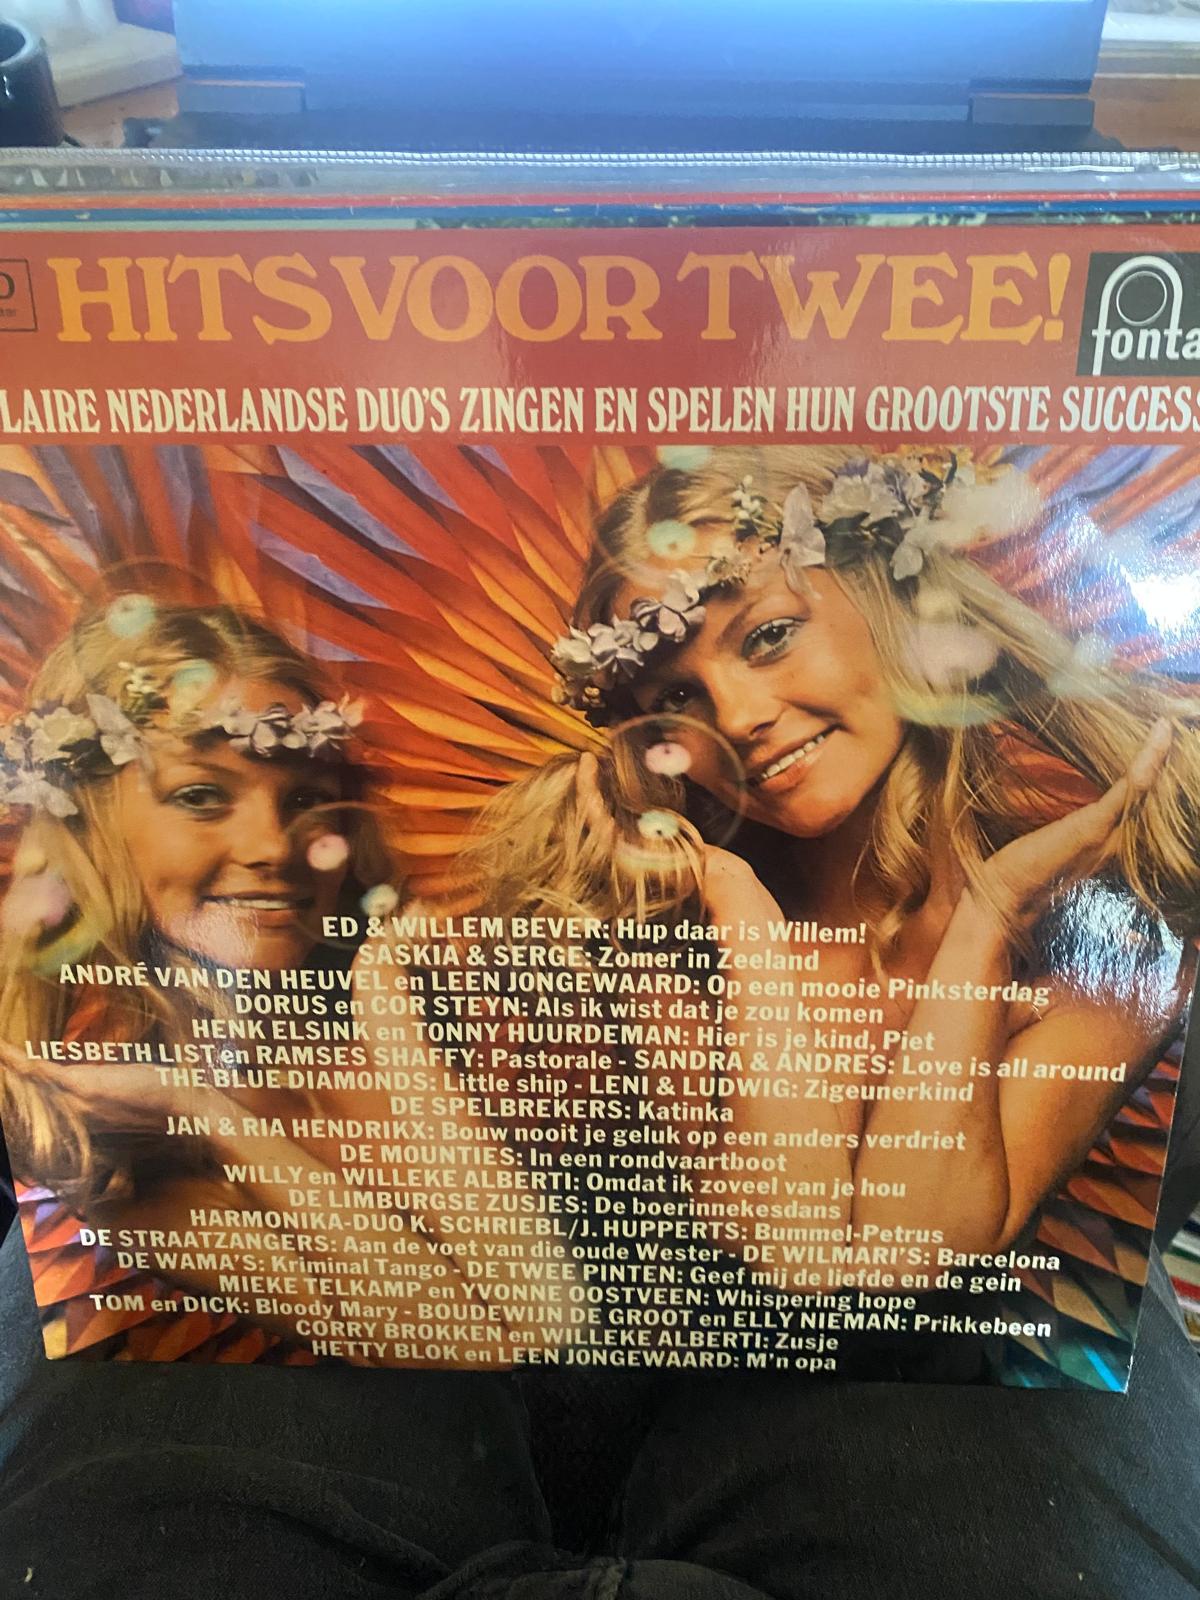 HITS VOOR TWEE!
NEDERLANDSE DUO'S ZINGEN EN SPELEN HUN GROOTSTE
ED & WILLEM BEVER: Hup daar is Willem!
SASKIA & SERGE: Zomer in Zeeland
ANDRÉ VAN DEN HEUVEL en LEEN JONGEWAARD: Op een mooie Pinksterdag
DORUS en COR STEYN: Als ik wist dat je zou komen
HENK ELSINK en TONNY HUURDEMAN: Hier is je kind, Piet
LIESBETH LIST en RAMSES SHAFFY: Pastorale - SANDRA & ANDRES: Love is all around
THE BLUE DIAMONDS: Little ship - LENI & LUDWIG: Zigeunerkind
DE SPELBREKERS: Katinka
JAN & RIA HENDRIKX: Bouw nooit je geluk op een anders verdriet
DE MOUNTIES: In een rondvaartboot
WILLY en WILLEKE ALBERTI: Omdat ik zoveel van je hou
DE LIMBURGSE ZUSJES: De boerinnekesdans
HARMONIKA-DUO K. SCHRIEBL/J. HUPPERTS: Bummel-Petrus
DE STRAATZANGERS: Aan de voet van die oude Wester - DE WILMARI'S: Barcelona
DE WAMA'S: Kriminal Tango - DE TWEE PINTEN: Geef mij de liefde en de gein
MIEKE TELKAMP en YVONNE OOSTVEEN: Whispering hope
TOM en DICK: Bloody Mary - BOUDEWIJN DE GROOT en ELLY NIEMAN: Prikkebeen
CORRY BROKKEN en WILLEKE ALBERTI: Zusje
HETTY BLOK en LEEN JONGEWAARD: M'n opa